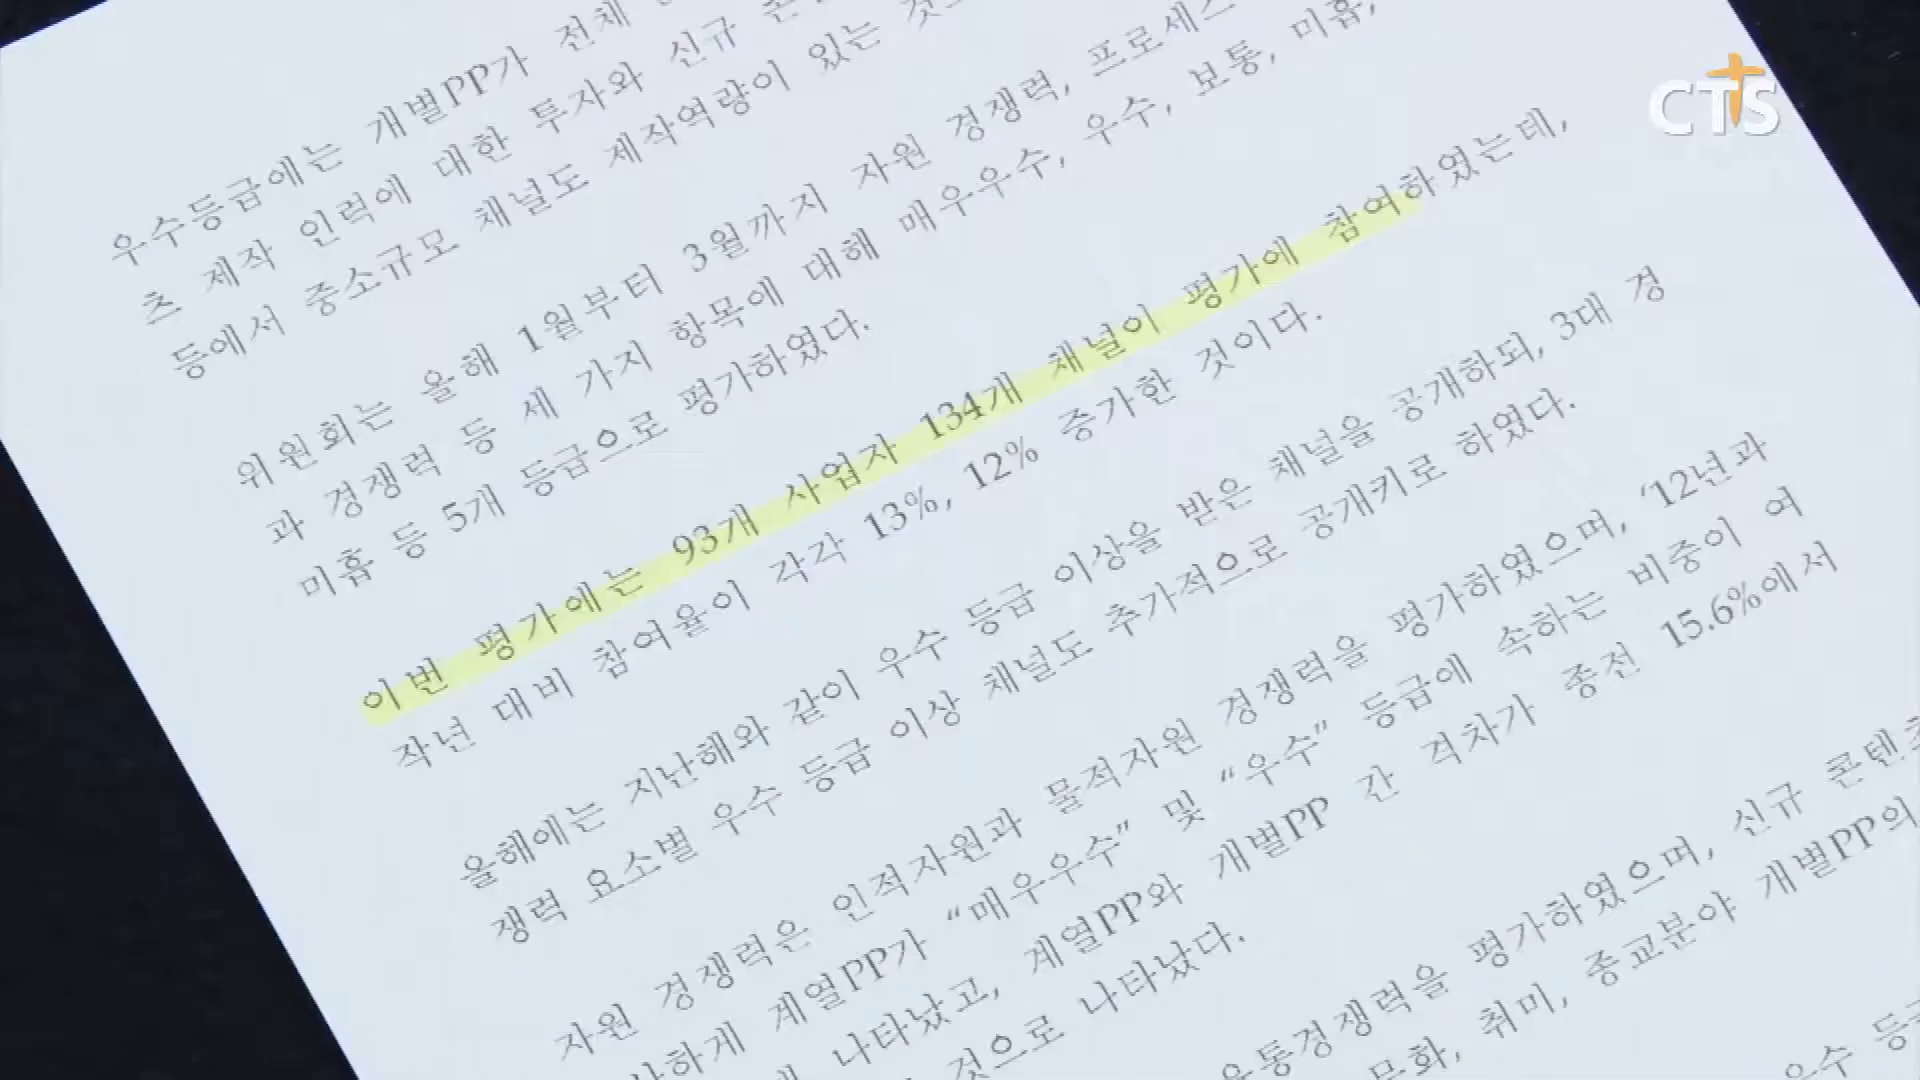 우수등급에는 개별PP가 전체
츠 제작 인력에 대한 투자와 신규
등에서 중소규모 채널도 제작역량이 있는
위원회는 올해 1월부터 3월까지 자원 경쟁력, 프로세스
과 경쟁력 등 세 가지 항목에 대해 매우우수, 우수, 보통, 미흡,
미흡 등 5개 등급으로 평가하였다.
이번 평가에는 93개 사업자 134개 채널이 평가에 참여하였는데,
작년 대비 참여율이 각각 13%, 12% 증가한 것이다.
올해에는 지난해와 같이 우수 등급 이상을 받은 채널을 공개하되, 3대 경
쟁력 요소별 우수 등급 이상 채널도 추가적으로 공개키로 하였다.
자원 경쟁력은 인적자원과 물적자원 경쟁력을 평가하였으며, ‘12년과
사하게 계열PP가 “매우우수” 및 “우수” 등급에 속하는 비중이 여
나타났고, 계열PP와 개별PP 간 격차가 종전 15.6%에서
것으로 나타났다.
유통경쟁력을 평가하였으며, 신규 콘텐츠
문화, 취미, 종교분야 개별PP의
우수 등급
CTS